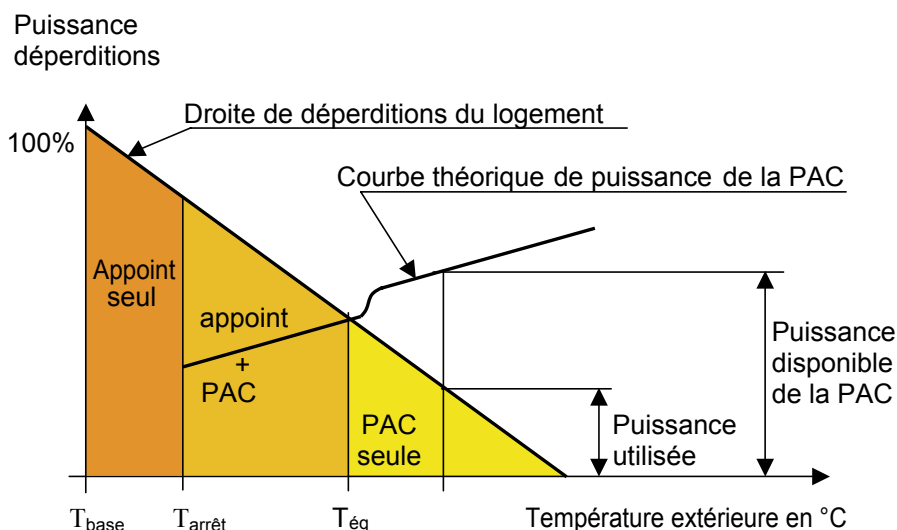 Puissance
déperditions
Droite de déperditions du logement
100%
Courbe théorique de puissance de la PAC
Appoint
seul
appoint
+
PAC
PAC
seule
Puissance
utilisée
Puissance
disponible
de la PAC
Tbase
Tarrêt
Téq
Température extérieure en °C